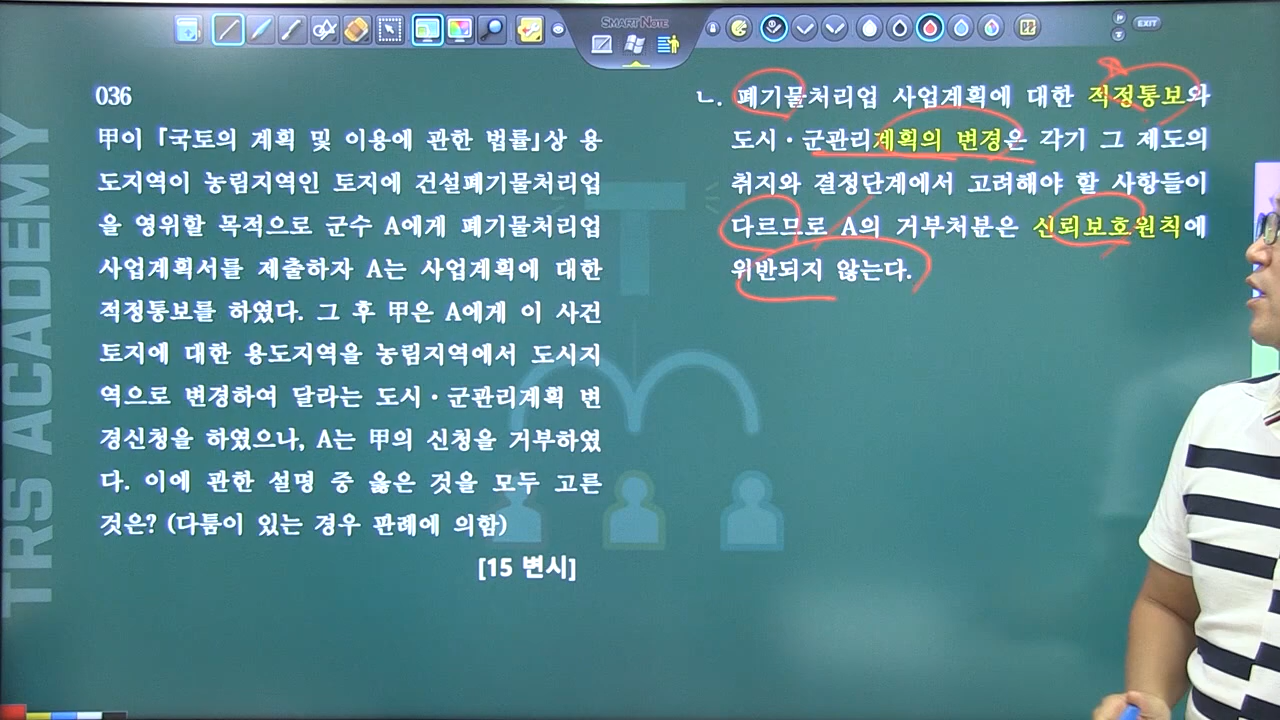 SMART NOTE
EXIT
036
甲이 「국토의 계획 및 이용에 관한 법률」상 용
도지역이 농림지역인 토지에 건설폐기물처리업
을 영위할 목적으로 군수 A에게 폐기물처리업
사업계획서를 제출하자 A는 사업계획에 대한
적정통보를 하였다. 그 후 甲은 A에게 이 사건
토지에 대한 용도지역을 농림지역에서 도시지
역으로 변경하여 달라는 도시·군관리계획 변
경신청을 하였으나, A는 甲의 신청을 거부하였
다. 이에 관한 설명 중 옳은 것을 모두 고른
것은? (다툼이 있는 경우 판례에 의함)
[15 변시]
ㄴ. 폐기물처리업 사업계획에 대한 적정통보와
도시·군관리계획의 변경은 각기 그 제도의
취지와 결정단계에서 고려해야 할 사항들이
다르므로 A의 거부처분은 신뢰보호원칙에
위반되지 않는다.
TRS ACADEMY